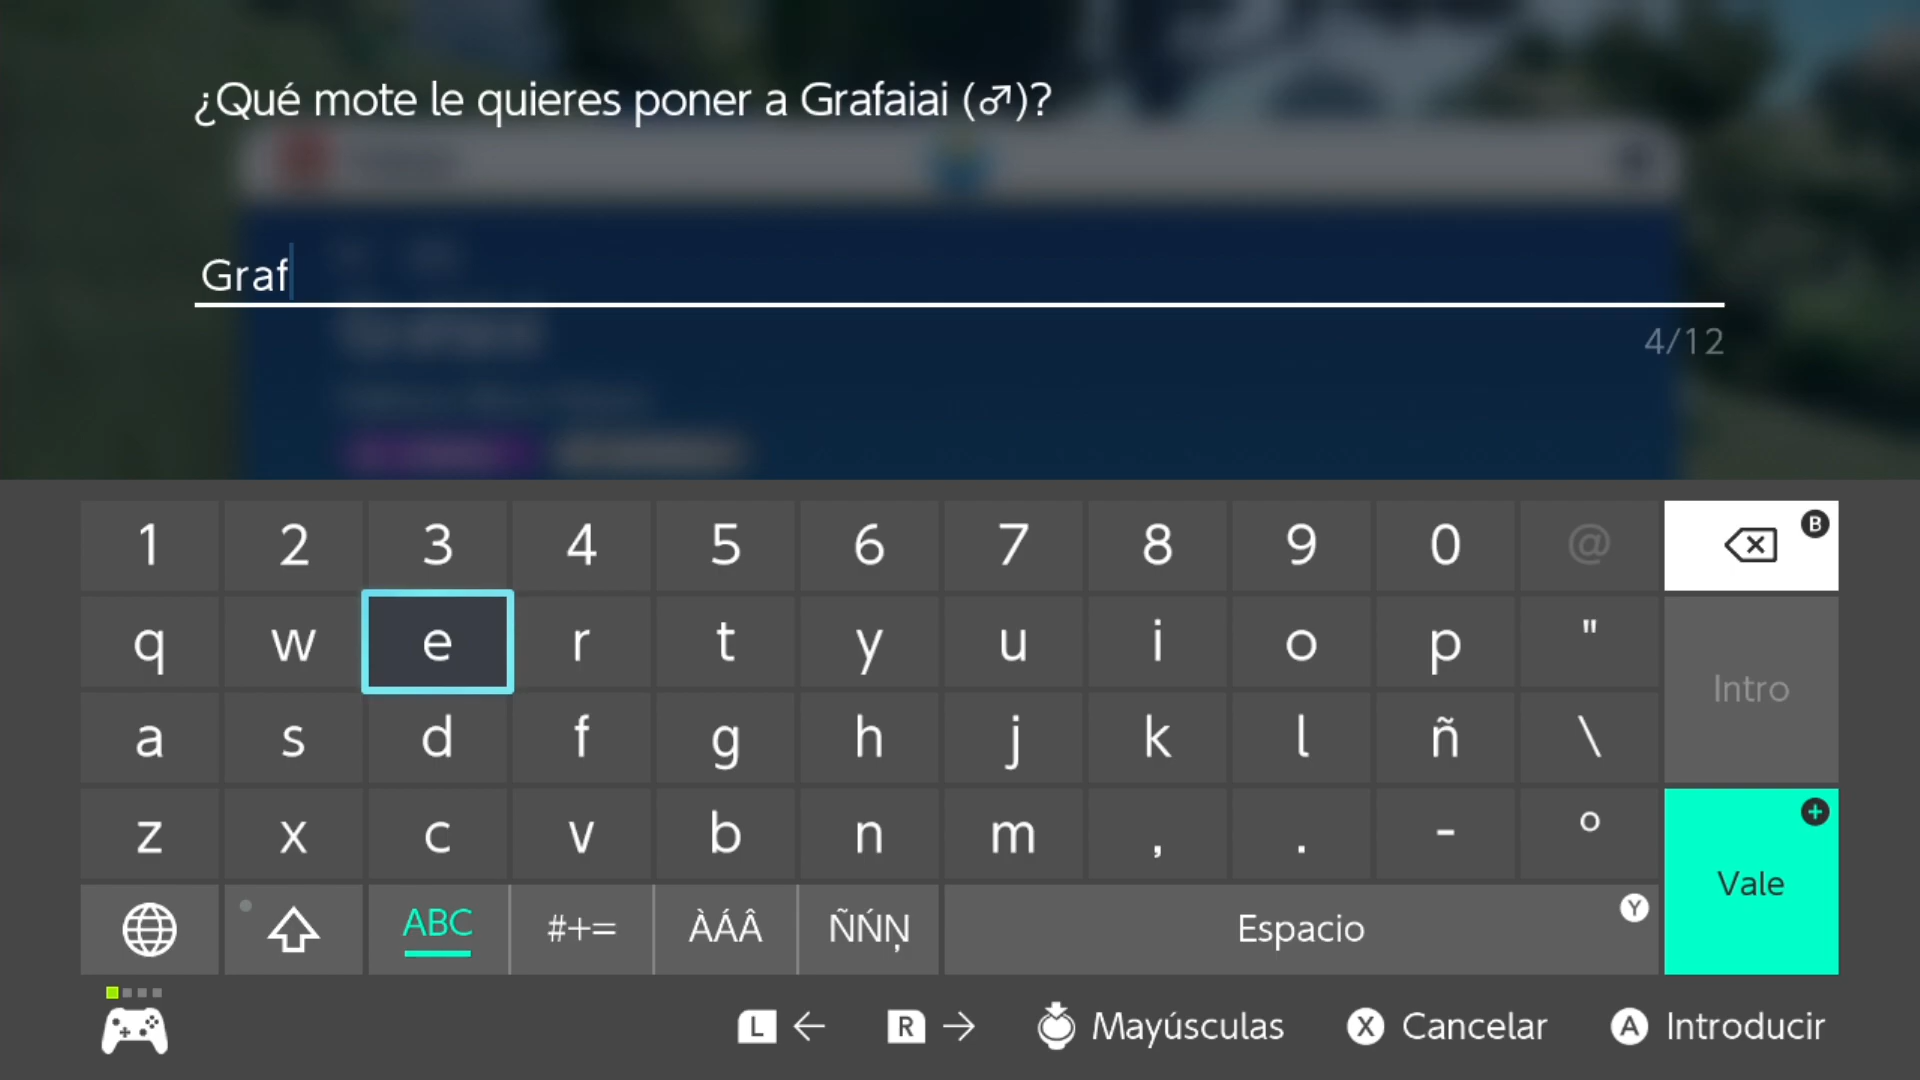 ¿Qué mote le quieres poner a Grafaiai (♂)?
Graf
4/12
1 2 3 4 5 6 7 8 9 0 @ B
q w e r t y u i o p " Intro
a s d f g h j k l ñ \
z x c v b n m , . - º + Vale
ABC #+= ÀÁÂ ÑŃŅ Espacio Y
L ← R → Mayúsculas X Cancelar A Introducir